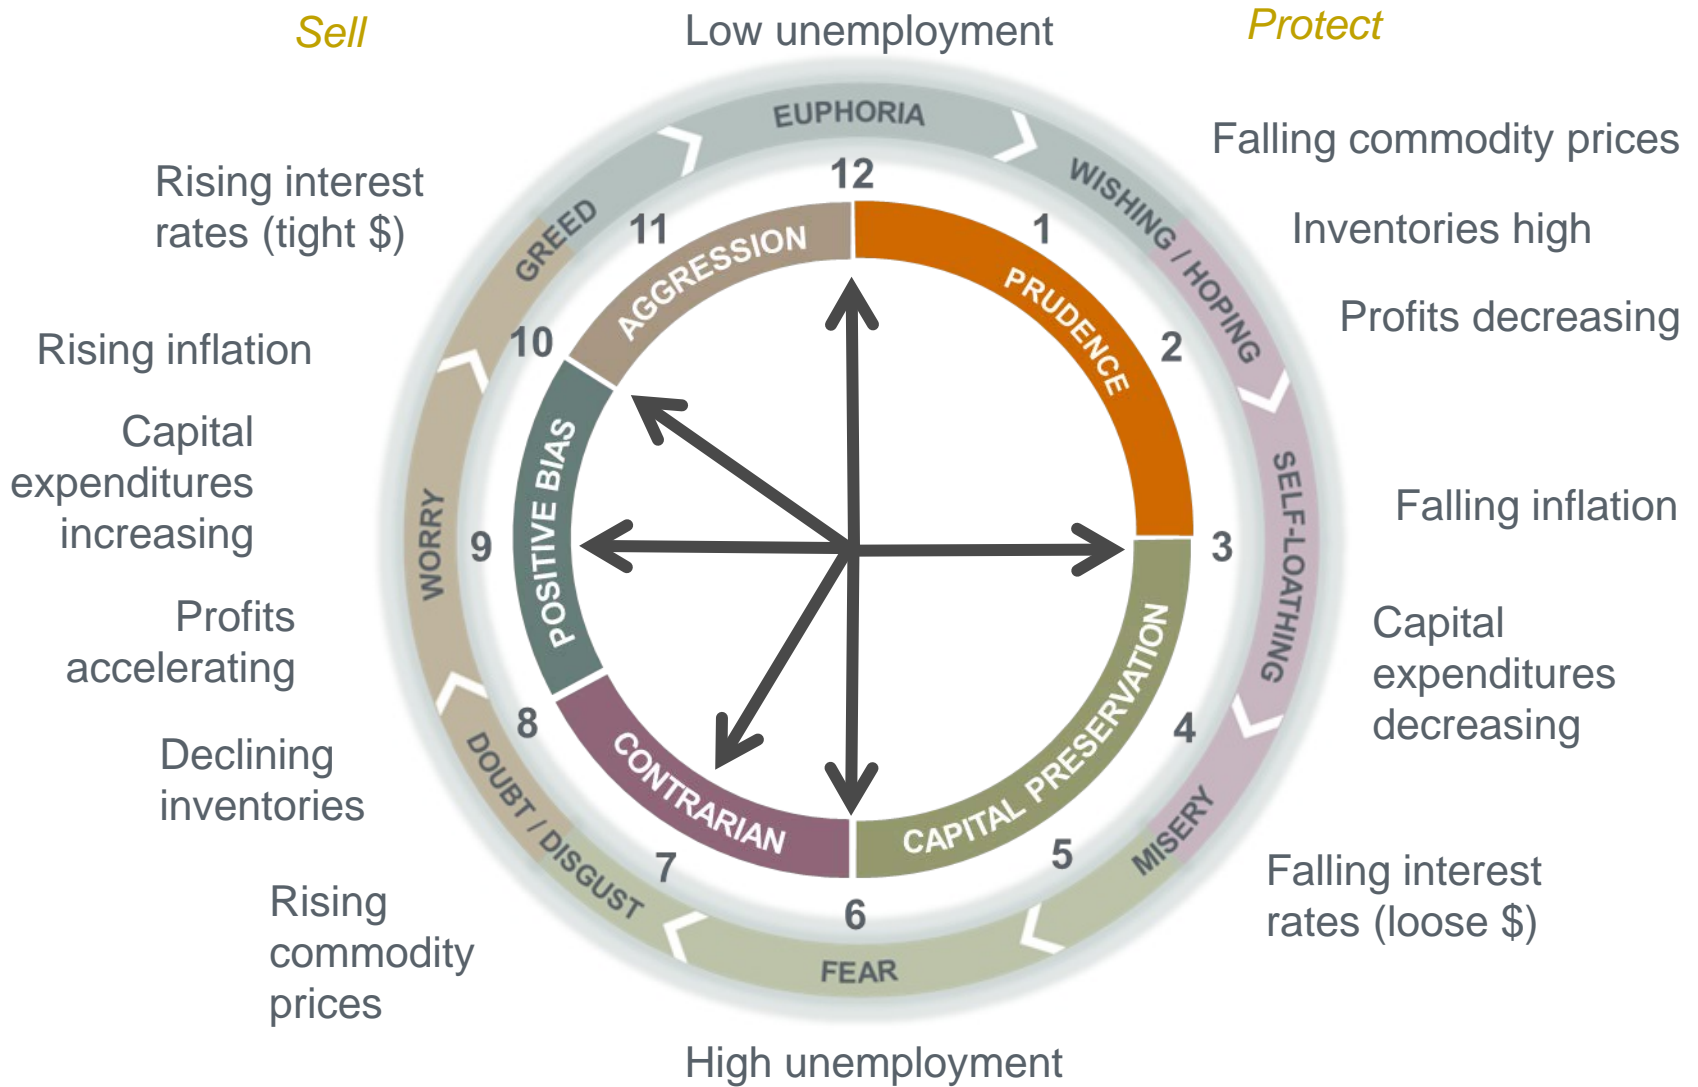 Sell
Low unemployment
Protect
Rising interest
rates (tight $)
Rising inflation
Capital
expenditures
increasing
Profits
accelerating
Declining
inventories
Rising
commodity
prices
High unemployment
Falling commodity prices
Inventories high
Profits decreasing
Falling inflation
Capital
expenditures
decreasing
Falling interest
rates (loose $)
EUPHORIA
WISHING / HOPING
SELF-LOATHING
MISERY
FEAR
DOUBT / DISGUST
WORRY
GREED
12
1
2
3
4
5
6
7
8
9
10
11
PRUDENCE
CAPITAL PRESERVATION
CONTRARIAN
POSITIVE BIAS
AGGRESSION